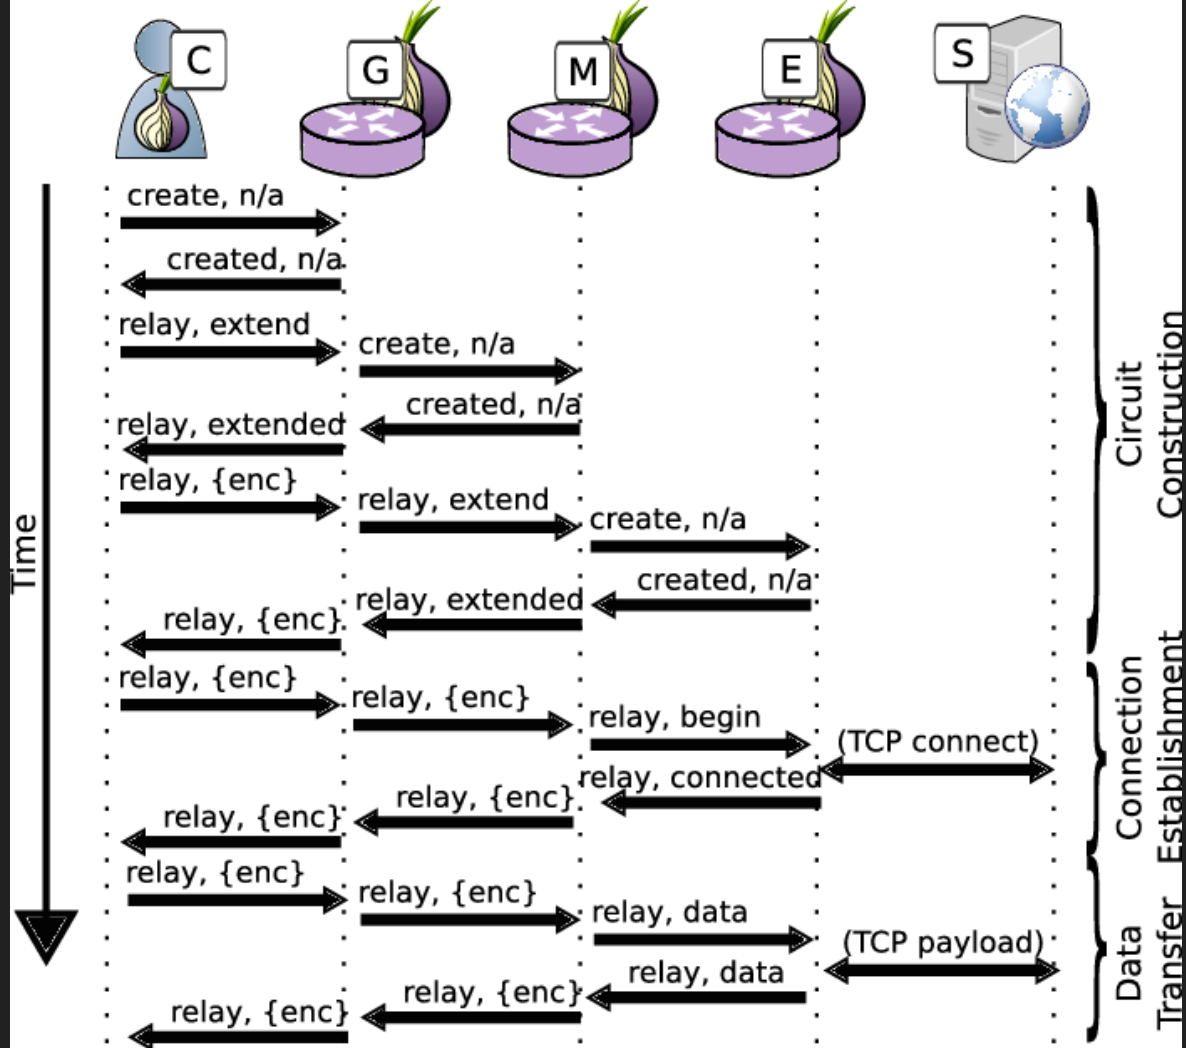 C
G
M
E
S
create, n/a
created, n/a
relay, extend
create, n/a
created, n/a
relay, extended
relay, {enc}
relay, extend
create, n/a
created, n/a
relay, extended
relay, {enc}
relay, {enc}
relay, {enc}
relay, begin
(TCP connect)
relay, connected
relay, {enc}
relay, {enc}
relay, {enc}
relay, {enc}
relay, data
(TCP payload)
relay, data
relay, {enc}
relay, {enc}
Time
Circuit
Construction
Connection
Establishment
Data
Transfer